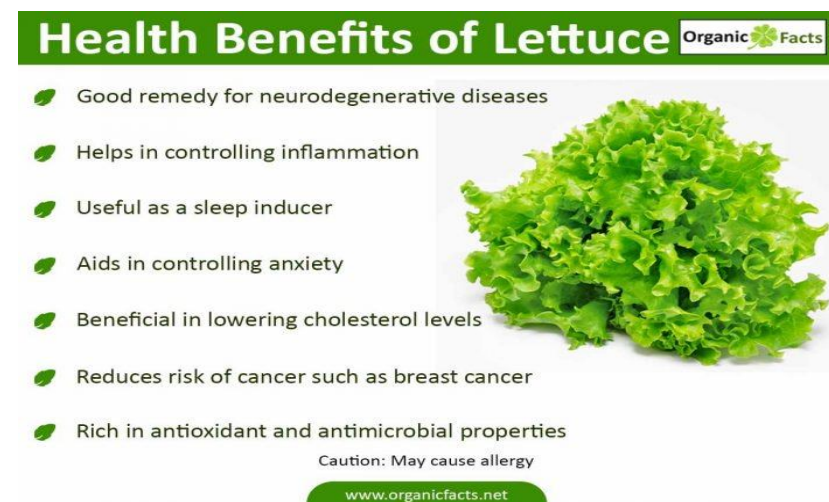 Health Benefits of Lettuce
Organic Facts
Good remedy for neurodegenerative diseases
Helps in controlling inflammation
Useful as a sleep inducer
Aids in controlling anxiety
Beneficial in lowering cholesterol levels
Reduces risk of cancer such as breast cancer
Rich in antioxidant and antimicrobial properties
Caution: May cause allergy
www.organicfacts.net